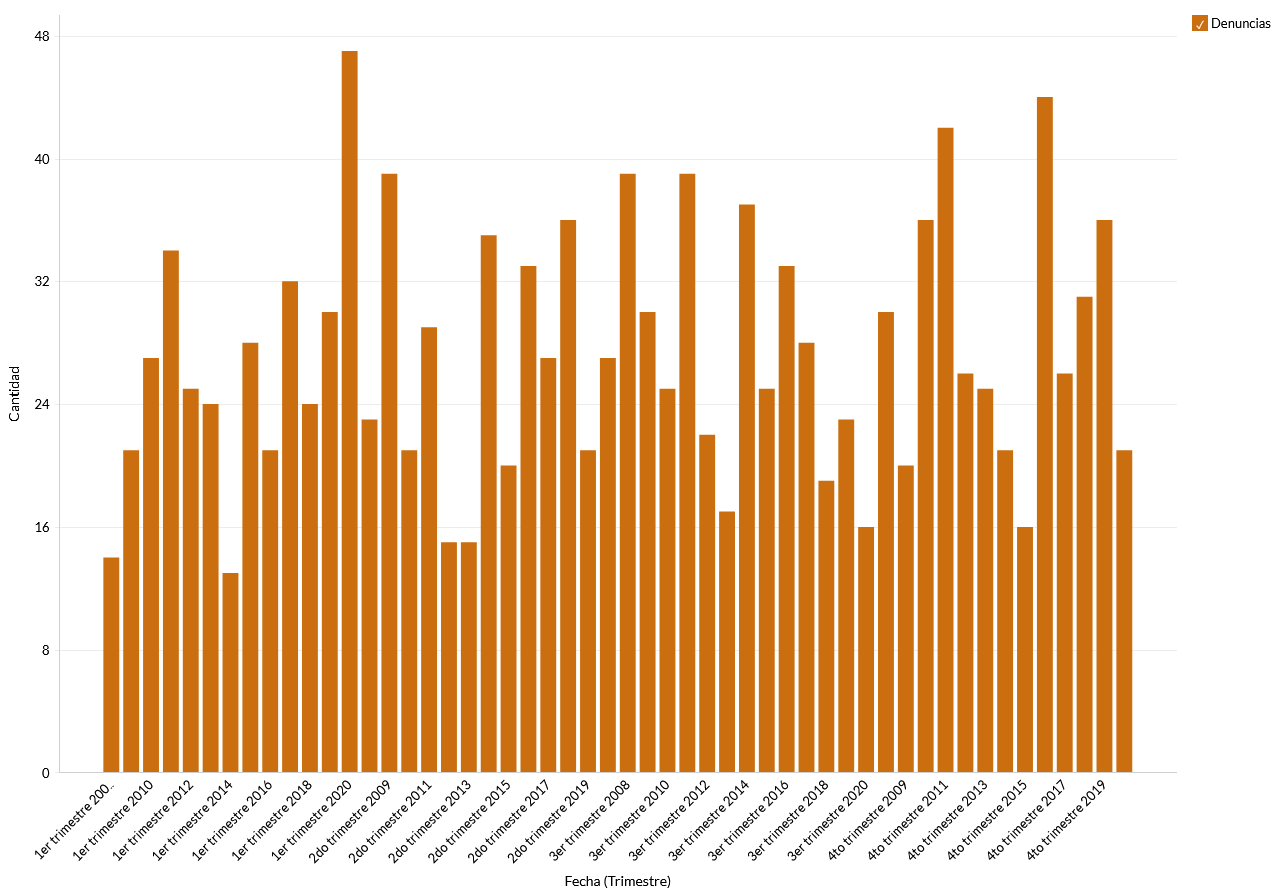 Denuncias
48
40
32
24
16
8
0
Cantidad
1er trimestre 200..
1er trimestre 2010
1er trimestre 2012
1er trimestre 2014
1er trimestre 2016
1er trimestre 2018
1er trimestre 2020
2do trimestre 2009
2do trimestre 2011
2do trimestre 2013
2do trimestre 2015
2do trimestre 2017
2do trimestre 2019
3er trimestre 2008
3er trimestre 2010
3er trimestre 2012
3er trimestre 2014
3er trimestre 2016
3er trimestre 2018
3er trimestre 2020
4to trimestre 2009
4to trimestre 2011
4to trimestre 2013
4to trimestre 2015
4to trimestre 2017
4to trimestre 2019
Fecha (Trimestre)